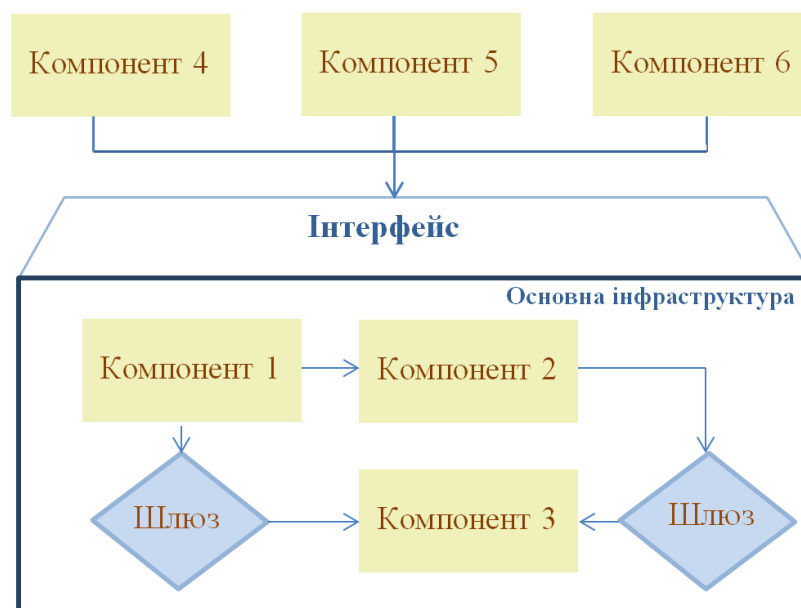 Компонент 4
Компонент 5
Компонент 6
Інтерфейс
Основна інфраструктура
Компонент 1
Компонент 2
Шлюз
Компонент 3
Шлюз